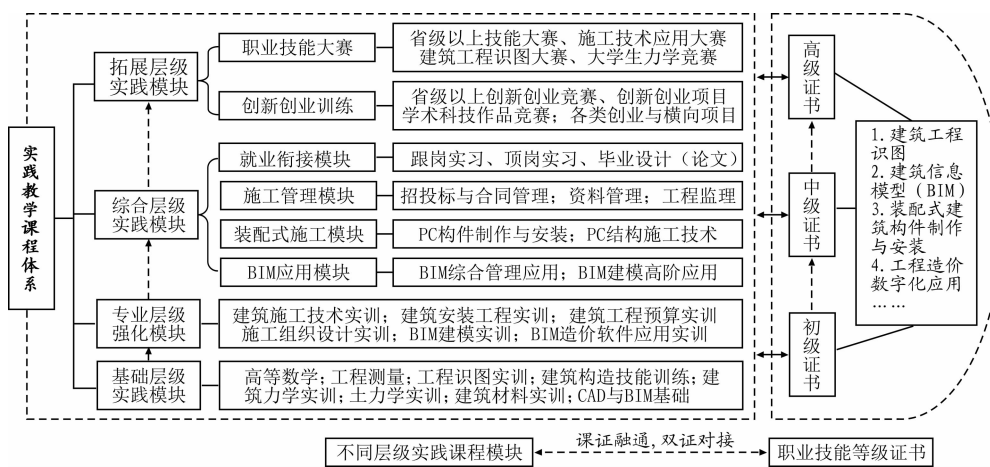 实践教学课程体系
拓展层级
实践模块
职业技能大赛
省级以上技能大赛、施工技术应用大赛
建筑工程识图大赛、大学生力学竞赛
创新创业训练
省级以上创新创业竞赛、创新创业项目
学术科技作品竞赛；各类创业与横向项目
综合层级
实践模块
就业衔接模块
跟岗实习、顶岗实习、毕业设计（论文）
施工管理模块
招投标与合同管理；资料管理；工程监理
装配式施工模块
PC构件制作与安装；PC结构施工技术
BIM应用模块
BIM综合管理应用；BIM建模高阶应用
专业层级
强化模块
建筑施工技术实训；建筑安装工程实训；建筑工程预算实训
施工组织设计实训；BIM建模实训；BIM造价软件应用实训
基础层级
实践模块
高等数学；工程测量；工程识图实训；建筑构造技能训练；建
筑力学实训；土力学实训；建筑材料实训；CAD与BIM基础
高级证书
中级证书
初级证书
1. 建筑工程
识图
2. 建筑信息
模型（BIM）
3. 装配式建
筑构件制作
与安装
4. 工程造价
数字化应用
……
不同层级实践课程模块
课证融通，双证对接
职业技能等级证书